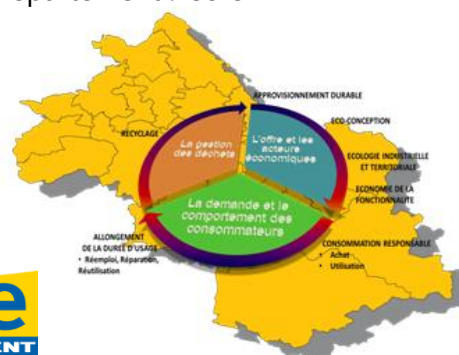 APPROVISIONNEMENT DURABLE
ECO-CONCEPTION
RECYCLAGE
La gestion
des déchets
L'offre et les
acteurs
économiques
ECOLOGIE INDUSTRIELLE
ET TERRITORIALE
ECONOMIE DE LA
FONCTIONNALITE
La demande et le
comportement des
consommateurs
ALLONGEMENT
DE LA DUREE D'USAGE
• Réemploi, Réparation,
Réutilisation
CONSOMMATION RESPONSABLE
• Achat
• Utilisation
e
ENT